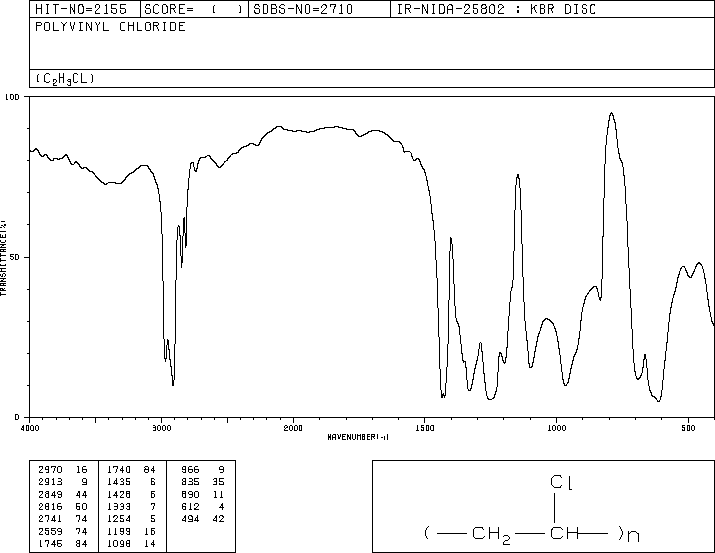 HIT-NO=2155 SCORE= ( ) SDBS-NO=2710 IR-NIDA-25802 : KBR DISC
POLYVINYL CHLORIDE
(C₂H₃CL)
100
50
0
TRANSMITTANCE(%)
4000 3000 2000 1500 1000 500
WAVENUMBER(-1)
2970 16 1740 84 966 9
2913 9 1435 6 835 35
2849 44 1428 6 690 11
2816 60 1333 7 612 4
2741 74 1254 5 494 42
2559 74 1199 16
1745 84 1098 14
Cl
( — CH₂ — CH — )n